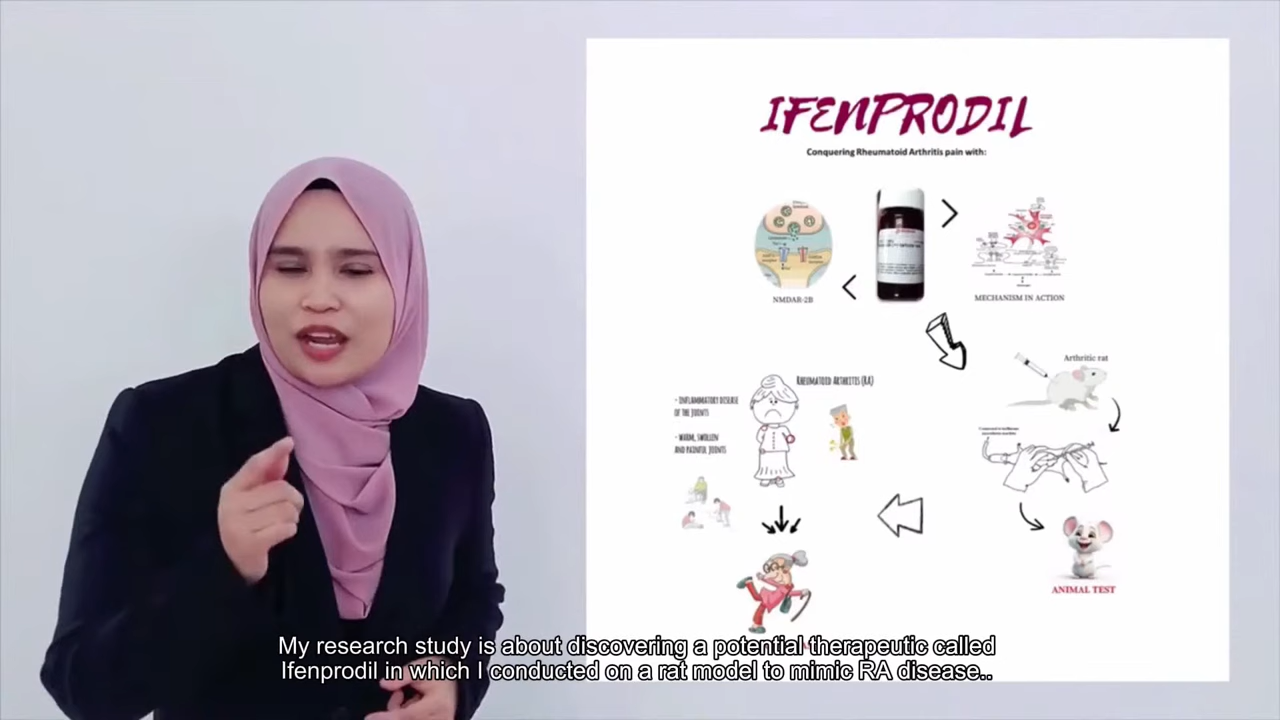 IFENPRODIL
Conquering Rheumatoid Arthritis pain with:
NMDAR-2B
MECHANISM IN ACTION
Arthritic rat
RHEUMATOID ARTHRITIS (RA)
- INFLAMMATORY DISEASE
OF THE JOINTS
- WARM, SWOLLEN
AND PAINFUL JOINTS
ANIMAL TEST
My research study is about discovering a potential therapeutic called
Ifenprodil in which I conducted on a rat model to mimic RA disease..